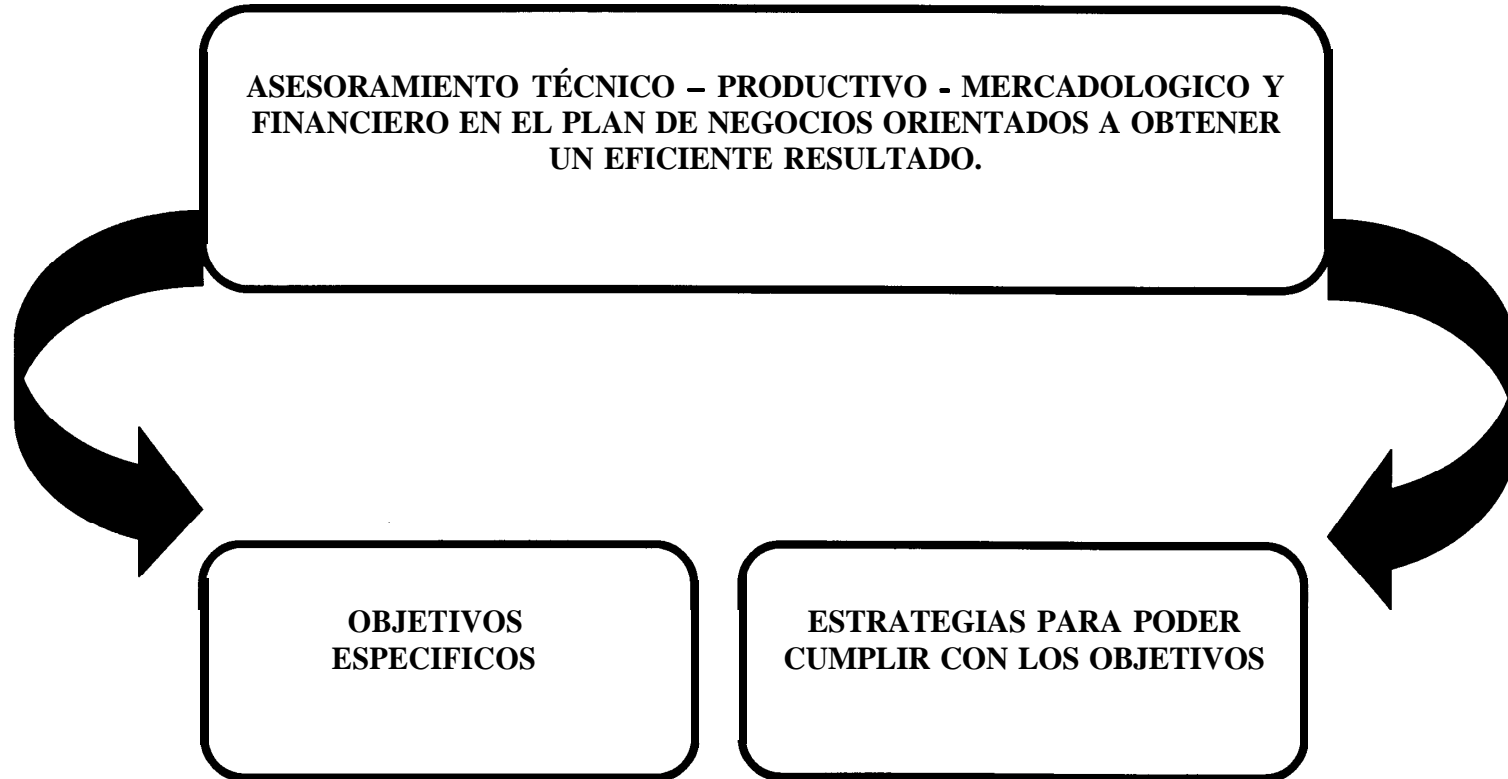 ASESORAMIENTO TÉCNICO – PRODUCTIVO - MERCADOLOGICO Y
FINANCIERO EN EL PLAN DE NEGOCIOS ORIENTADOS A OBTENER
UN EFICIENTE RESULTADO.
OBJETIVOS
ESPECIFICOS
ESTRATEGIAS PARA PODER
CUMPLIR CON LOS OBJETIVOS